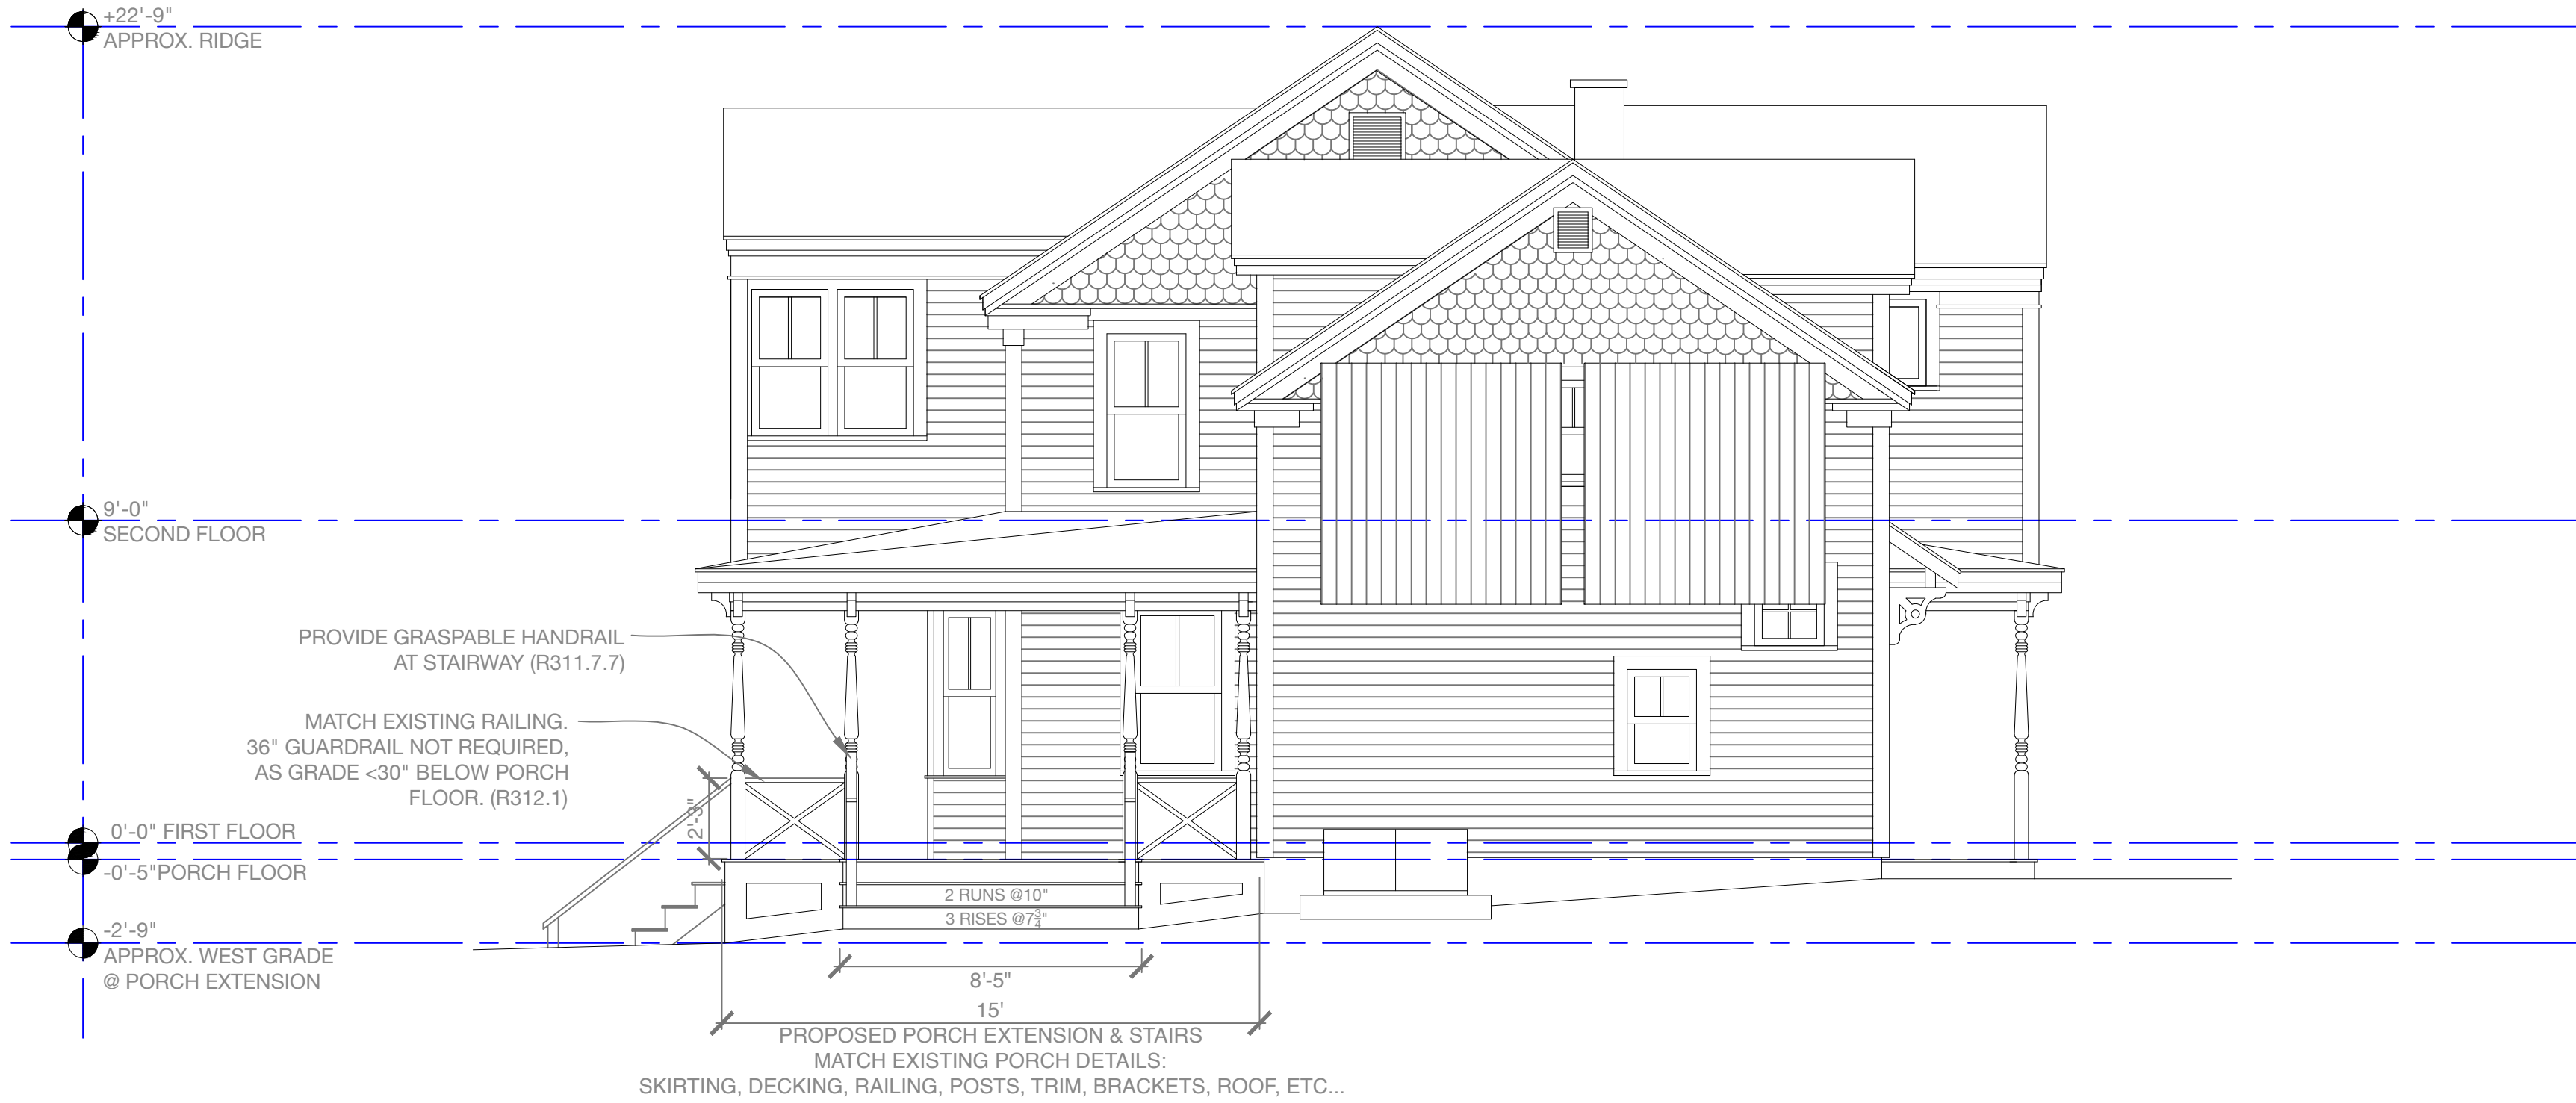 +22'-9"
APPROX. RIDGE
9'-0"
SECOND FLOOR
PROVIDE GRASPABLE HANDRAIL
AT STAIRWAY (R311.7.7)
MATCH EXISTING RAILING.
36" GUARDRAIL NOT REQUIRED,
AS GRADE <30" BELOW PORCH
FLOOR. (R312.1)
2'-3"
0'-0" FIRST FLOOR
-0'-5"PORCH FLOOR
2 RUNS @10"
3 RISES @7¾"
-2'-9"
APPROX. WEST GRADE
@ PORCH EXTENSION
8'-5"
15'
PROPOSED PORCH EXTENSION & STAIRS
MATCH EXISTING PORCH DETAILS:
SKIRTING, DECKING, RAILING, POSTS, TRIM, BRACKETS, ROOF, ETC...